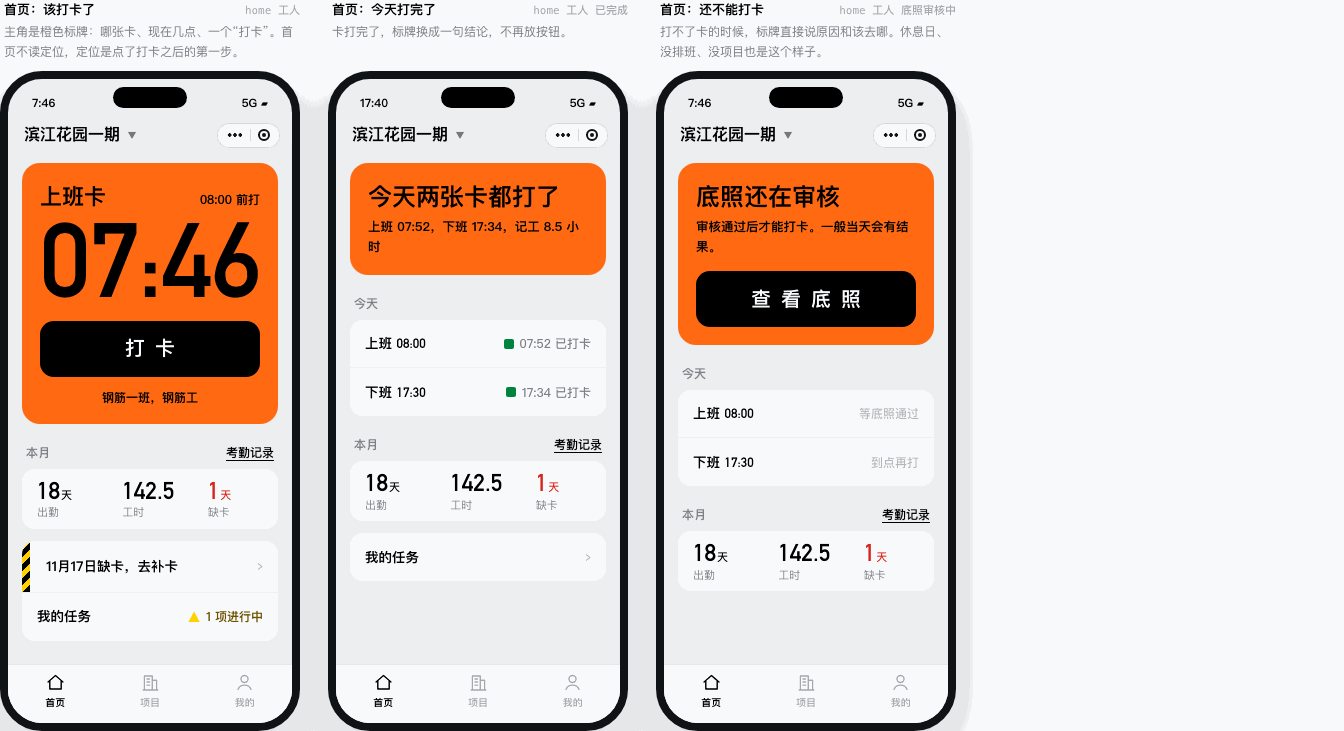 首页：该打卡了
home 工人
主角是橙色标牌：哪张卡、现在几点、一个“打卡”。首
页不读定位，定位是点了打卡之后的第一步。
7:46
5G
滨江花园一期
上班卡
08:00 前打
07:46
打卡
钢筋一班，钢筋工
本月
考勤记录
18天
142.5
1天
出勤
工时
缺卡
11月17日缺卡，去补卡
我的任务
1 项进行中
首页
项目
我的
首页：今天打完了
home 工人 已完成
卡打完了，标牌换成一句结论，不再放按钮。
17:40
5G
滨江花园一期
今天两张卡都打了
上班 07:52，下班 17:34，记工 8.5 小
时
今天
上班 08:00
07:52 已打卡
下班 17:30
17:34 已打卡
本月
考勤记录
18天
142.5
1天
出勤
工时
缺卡
我的任务
首页
项目
我的
首页：还不能打卡
home 工人 底照审核中
打不了卡的时候，标牌直接说原因和该去哪。休息日、
没排班、没项目也是这个样子。
7:46
5G
滨江花园一期
底照还在审核
审核通过后才能打卡。一般当天会有结
果。
查看底照
今天
上班 08:00
等底照通过
下班 17:30
到点再打
本月
考勤记录
18天
142.5
1天
出勤
工时
缺卡
首页
项目
我的